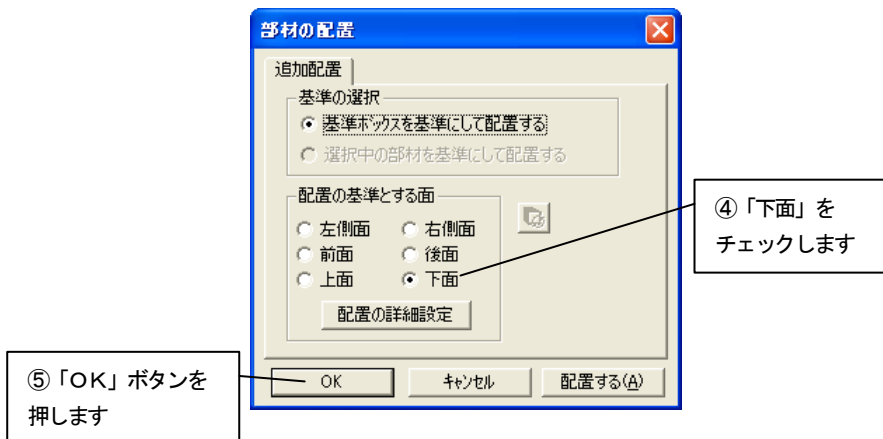 部材の配置
追加配置
基準の選択
基準ボックスを基準にして配置する
選択中の部材を基準にして配置する
配置の基準とする面
左側面 右側面
前面 後面
上面 下面
配置の詳細設定
④「下面」を
チェックします
OK キャンセル 配置する(A)
⑤「ＯＫ」ボタンを
押します